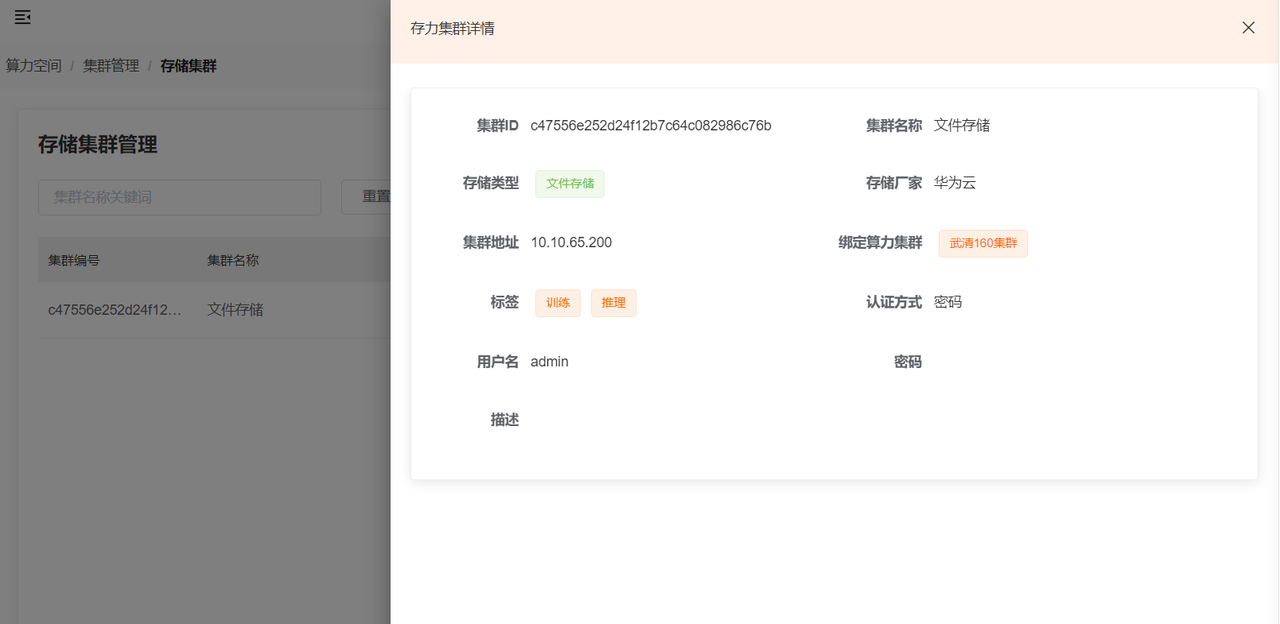 存力集群详情
算力空间 / 集群管理 / 存储集群
存储集群管理
集群名称关键词
重置
集群编号 集群名称
c47556e252d24f12... 文件存储
集群ID c47556e252d24f12b7c64c082986c76b 集群名称 文件存储
存储类型 文件存储 存储厂家 华为云
集群地址 10.10.65.200 绑定算力集群 武清160集群
标签 训练 推理 认证方式 密码
用户名 admin 密码
描述